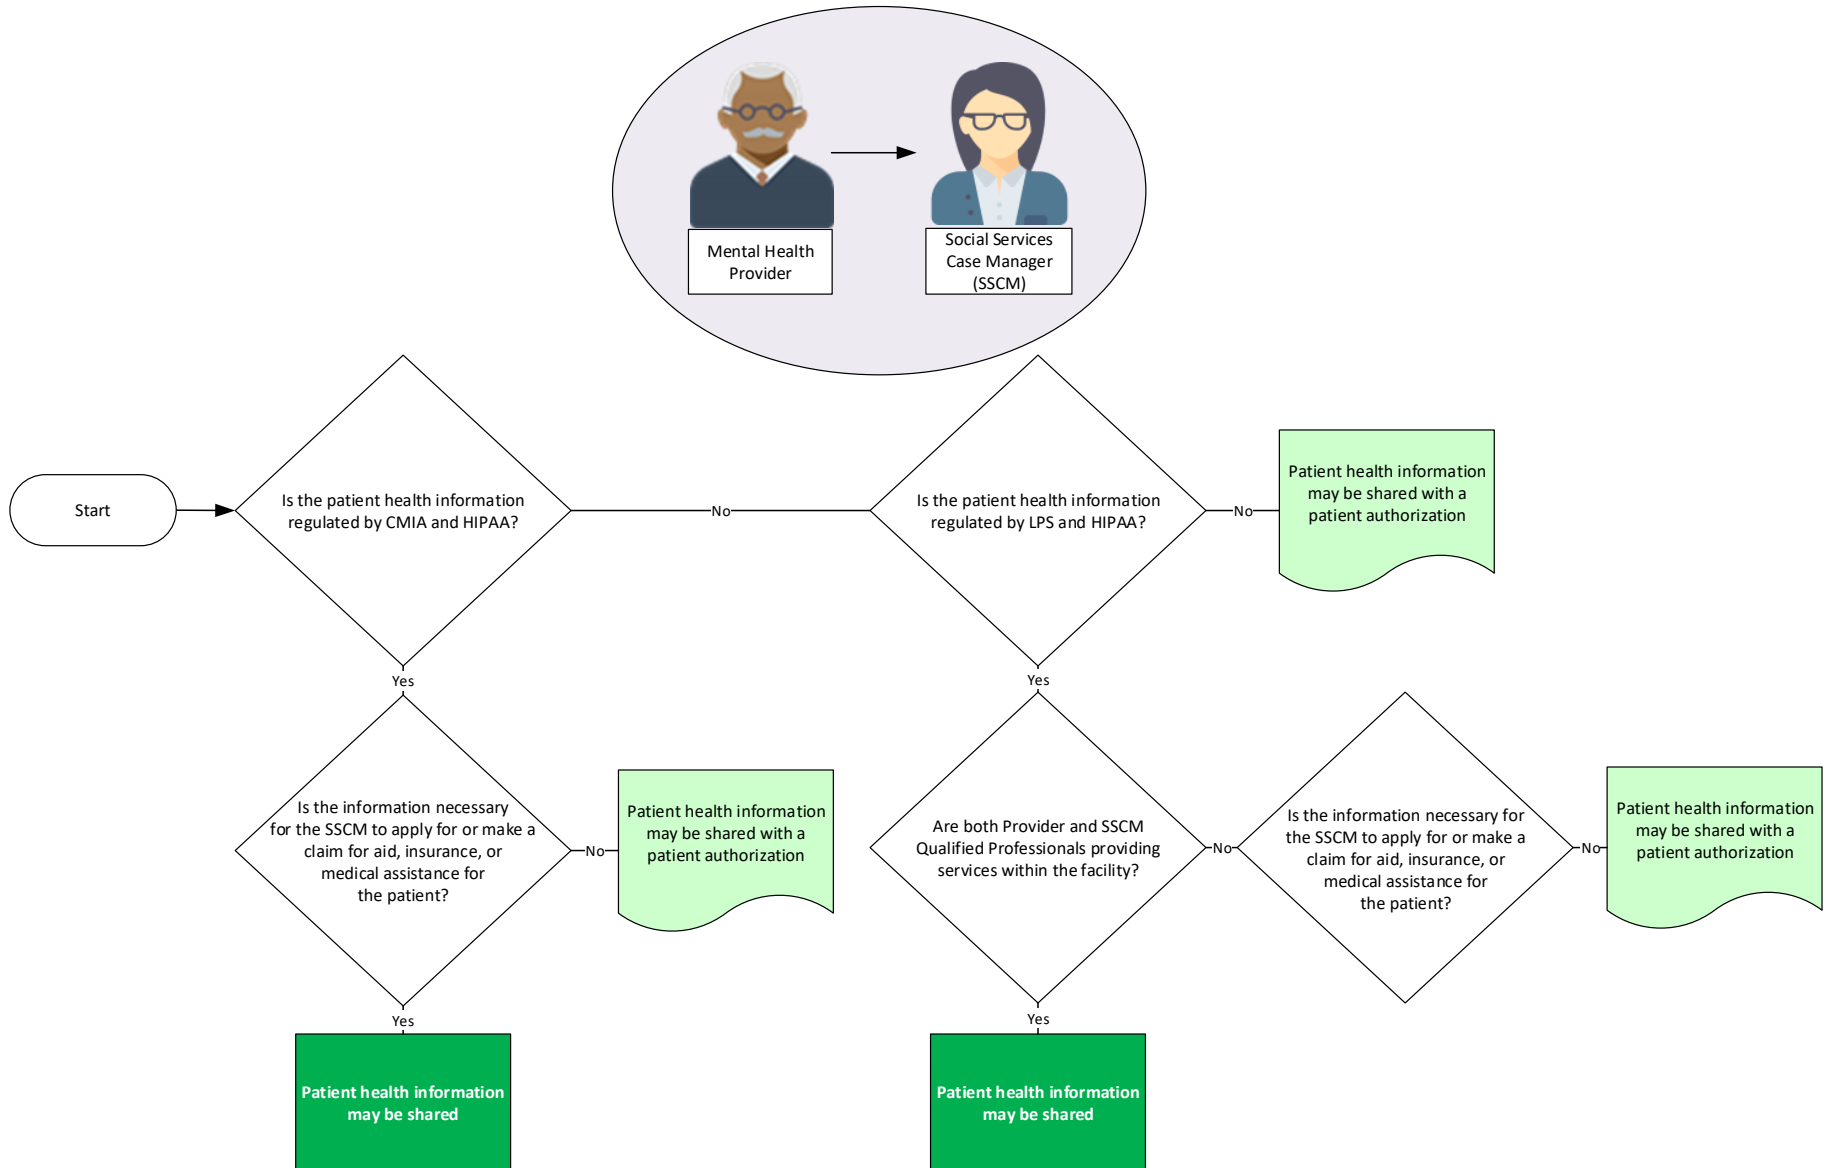 Mental Health
Provider
Social Services
Case Manager
(SSCM)
Start
Is the patient health information
regulated by CMIA and HIPAA?
No
Is the patient health information
regulated by LPS and HIPAA?
No
Patient health information
may be shared with a
patient authorization
Yes
Yes
Is the information necessary
for the SSCM to apply for or make a
claim for aid, insurance, or
medical assistance for
the patient?
No
Patient health information
may be shared with a
patient authorization
Are both Provider and SSCM
Qualified Professionals providing
services within the facility?
No
Is the information necessary for
the SSCM to apply for or make a
claim for aid, insurance, or
medical assistance for
the patient?
No
Patient health information
may be shared with a
patient authorization
Yes
Yes
Patient health information
may be shared
Patient health information
may be shared